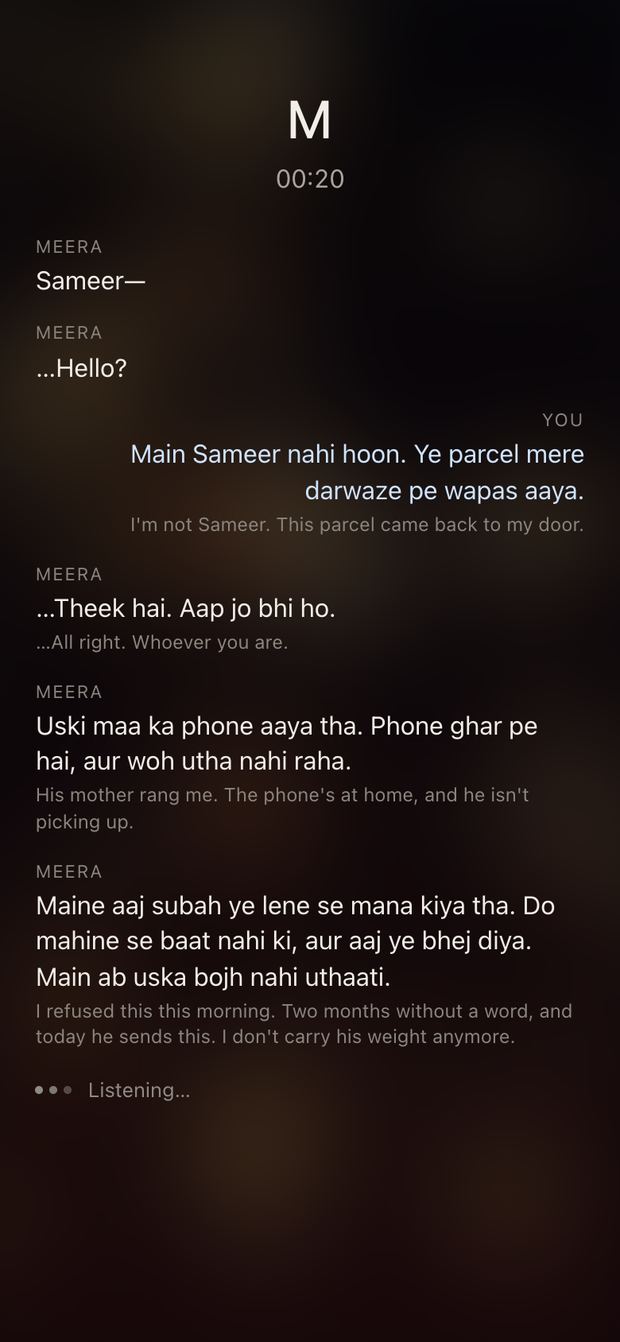 M
00:20
MEERA
Sameer—
MEERA
...Hello?
YOU
Main Sameer nahi hoon. Ye parcel mere
darwaze pe wapas aaya.
I'm not Sameer. This parcel came back to my door.
MEERA
...Theek hai. Aap jo bhi ho.
...All right. Whoever you are.
MEERA
Uski maa ka phone aaya tha. Phone ghar pe
hai, aur woh utha nahi raha.
His mother rang me. The phone's at home, and he isn't
picking up.
MEERA
Maine aaj subah ye lene se mana kiya tha. Do
mahine se baat nahi ki, aur aaj ye bhej diya.
Main ab uska bojh nahi uthaati.
I refused this this morning. Two months without a word, and
today he sends this. I don't carry his weight anymore.
Listening...